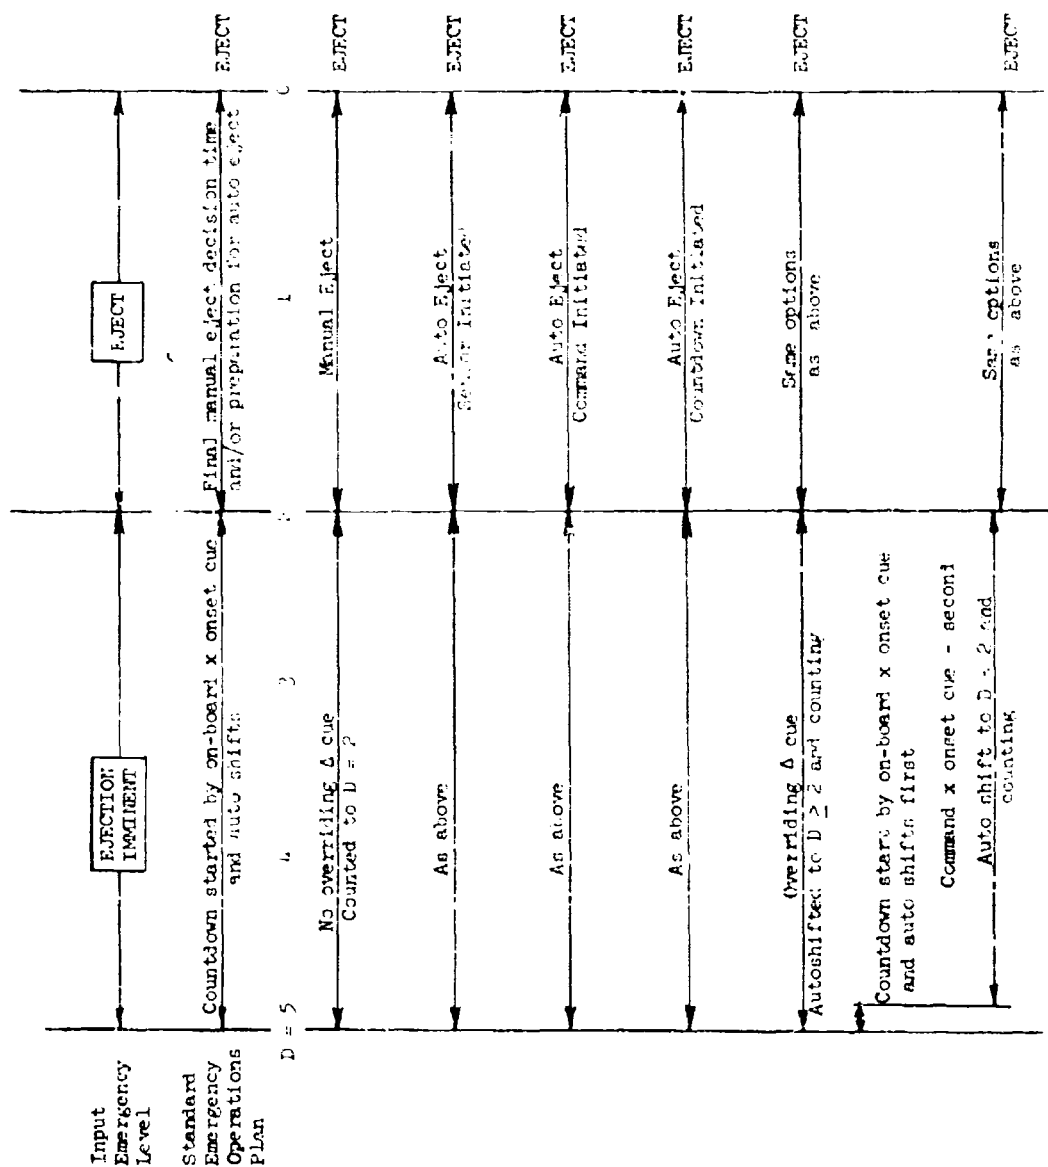 Input
Emergency
Level
EJECTION
IMMINENT
EJECT
Standard
Emergency
Operations
Plan
Countdown started by on-board x onset cue
and auto shifts
Final manual eject decision time
and/or preparation for auto eject
EJECT
D = 5
4
3
1
No overriding Δ cue
Counted to D = 2
Manual Eject
EJECT
As above
Auto Eject
Sensor Initiated
EJECT
As above
Auto Eject
Command Initiated
EJECT
As above
Auto Eject
Countdown Initiated
EJECT
Overriding Δ cue
Autoshifted to D ≥ 2 and counting
Same options
as above
EJECT
Countdown start by on-board x onset cue
and auto shifts first
Command x onset cue - second
Auto shift to D = 2 and
counting
Same options
as above
EJECT